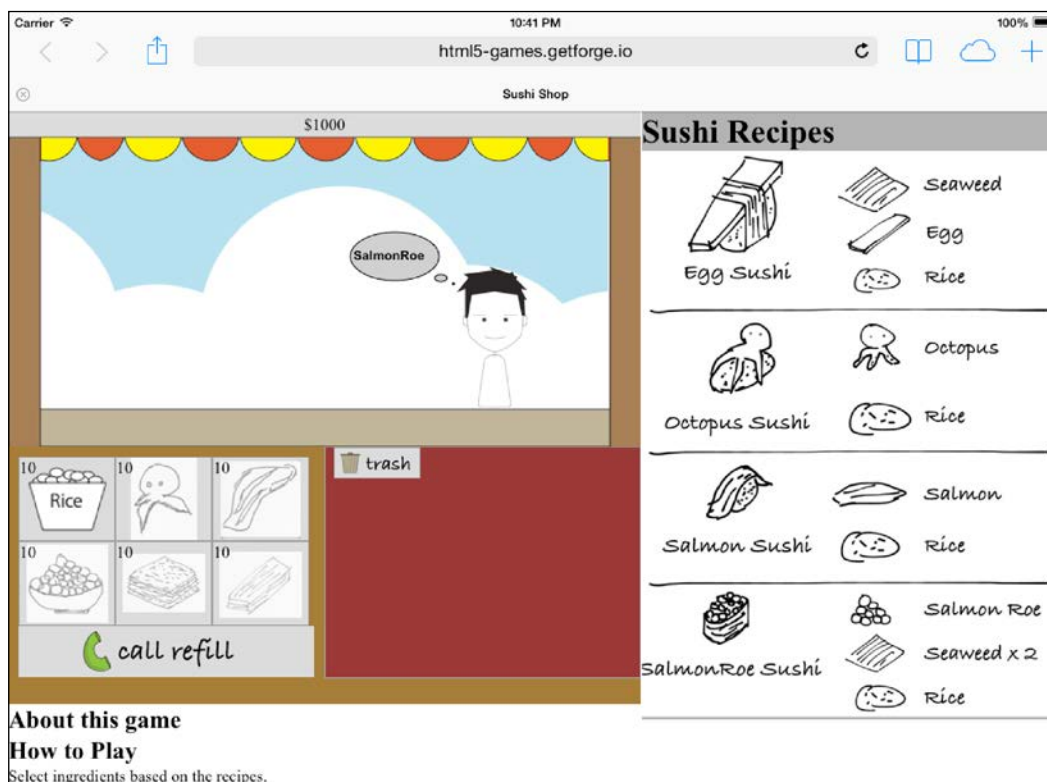 Carrier
10:41 PM
100%
html5-games.getforge.io
Sushi Shop
$1000
SalmonRoe
10
10
10
Rice
10
10
10
trash
call refill
Sushi Recipes
Egg Sushi
Seaweed
Egg
Rice
Octopus Sushi
Octopus
Rice
Salmon Sushi
Salmon
Rice
SalmonRoe Sushi
Salmon Roe
Seaweed x 2
Rice
About this game
How to Play
Select ingredients based on the recipes.